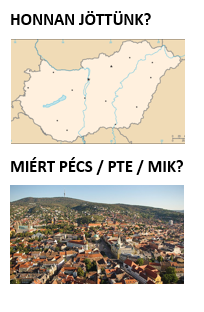 HONNAN JÖTTÜNK?
MIÉRT PÉCS / PTE / MIK?